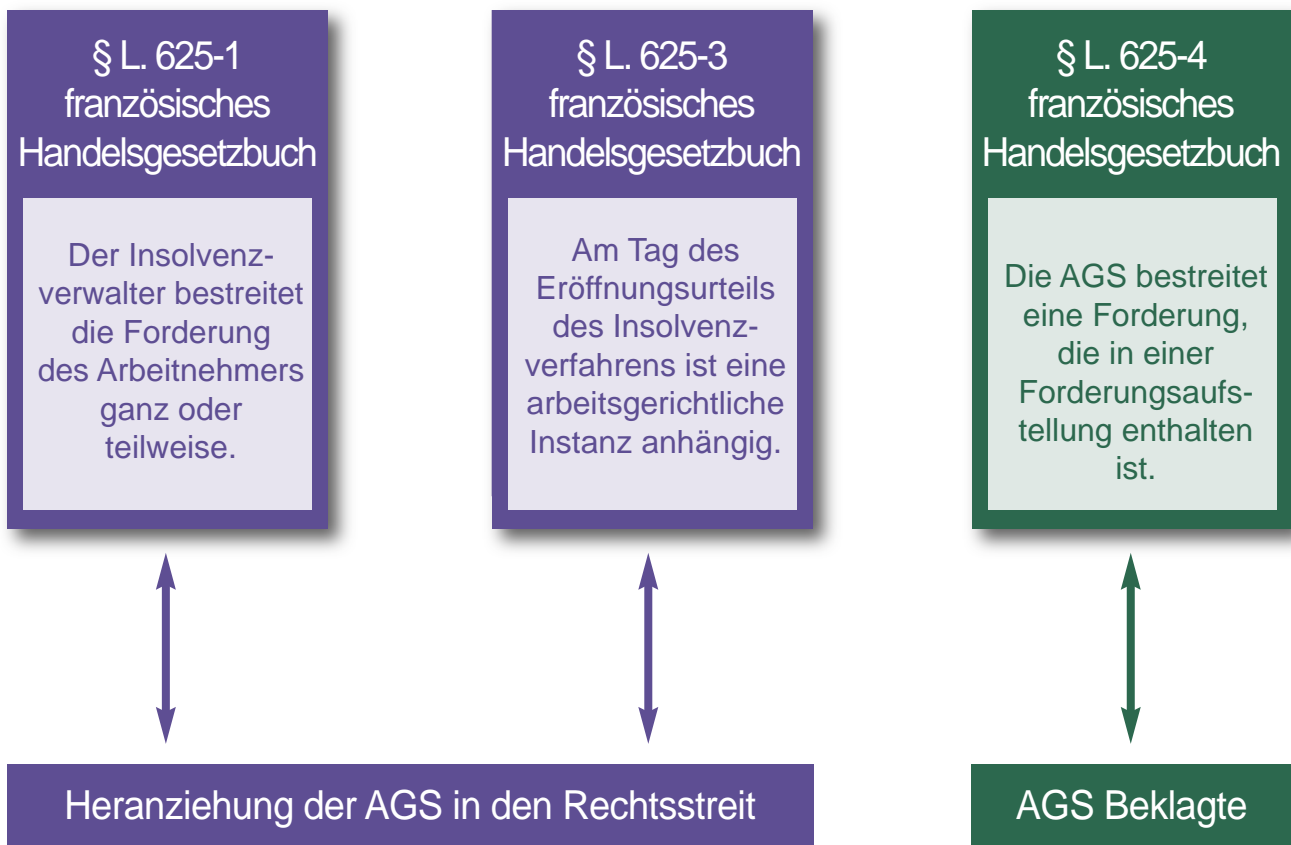 § L. 625-1
französisches
Handelsgesetzbuch
Der Insolvenz-
verwalter bestreitet
die Forderung
des Arbeitnehmers
ganz oder
teilweise.
§ L. 625-3
französisches
Handelsgesetzbuch
Am Tag des
Eröffnungsurteils
des Insolvenz-
verfahrens ist eine
arbeitsgerichtliche
Instanz anhängig.
§ L. 625-4
französisches
Handelsgesetzbuch
Die AGS bestreitet
eine Forderung,
die in einer
Forderungsaufs-
tellung enthalten
ist.
Heranziehung der AGS in den Rechtsstreit
AGS Beklagte